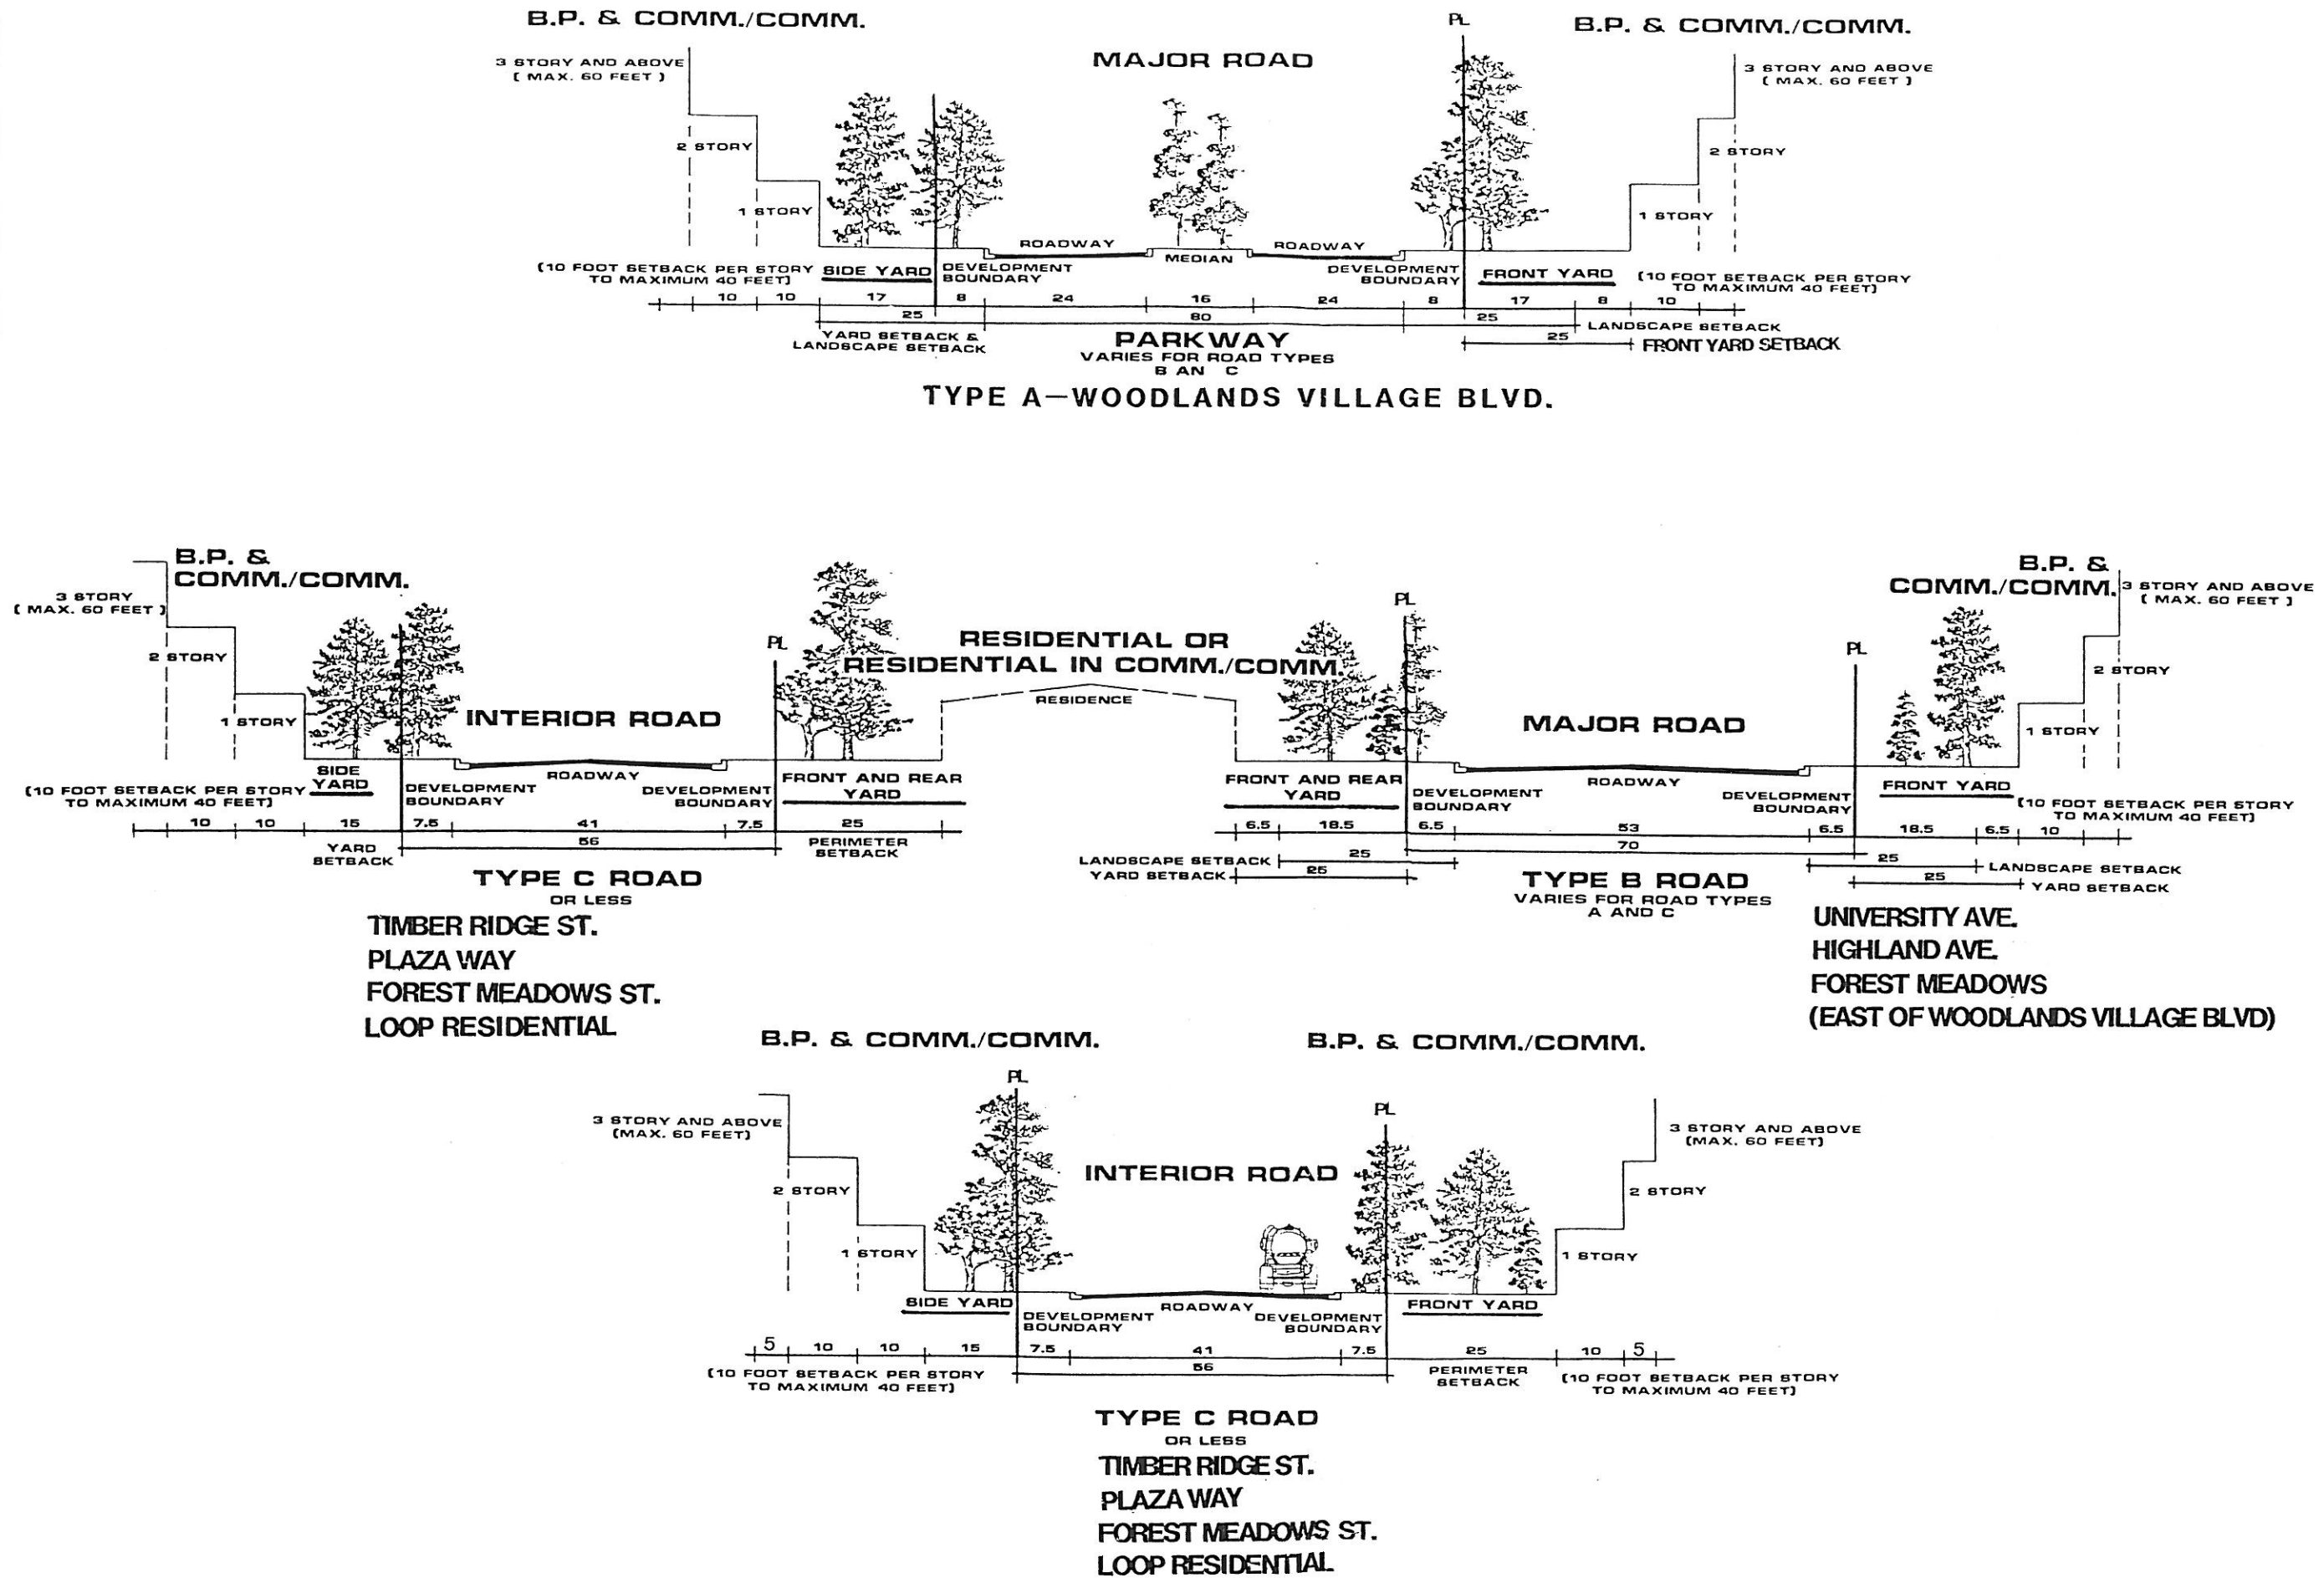 B.P. & COMM./COMM.
PL
B.P. & COMM./COMM.
3 STORY AND ABOVE
( MAX. 60 FEET )
MAJOR ROAD
3 STORY AND ABOVE
( MAX. 60 FEET )
2 STORY
2 STORY
1 STORY
1 STORY
ROADWAY
ROADWAY
MEDIAN
(10 FOOT SETBACK PER STORY
TO MAXIMUM 40 FEET)
SIDE YARD
DEVELOPMENT
BOUNDARY
DEVELOPMENT
BOUNDARY
FRONT YARD
(10 FOOT SETBACK PER STORY
TO MAXIMUM 40 FEET)
10 10 17 8 24 16 24 8 17 8 10
25 80 25
YARD SETBACK &
LANDSCAPE SETBACK
LANDSCAPE SETBACK
25
FRONT YARD SETBACK
PARKWAY
VARIES FOR ROAD TYPES
B AN C
TYPE A—WOODLANDS VILLAGE BLVD.
B.P. &
COMM./COMM.
3 STORY
( MAX. 60 FEET )
2 STORY
1 STORY
INTERIOR ROAD
PL
RESIDENTIAL OR
RESIDENTIAL IN COMM./COMM.
RESIDENCE
PL
MAJOR ROAD
PL
B.P. &
COMM./COMM.
3 STORY AND ABOVE
( MAX. 60 FEET )
2 STORY
1 STORY
(10 FOOT SETBACK PER STORY
TO MAXIMUM 40 FEET)
SIDE
YARD
DEVELOPMENT
BOUNDARY
ROADWAY
DEVELOPMENT
BOUNDARY
FRONT AND REAR
YARD
10 10 15 7.5 41 7.5 25
YARD
SETBACK
56
PERIMETER
SETBACK
TYPE C ROAD
OR LESS
TIMBER RIDGE ST.
PLAZA WAY
FOREST MEADOWS ST.
LOOP RESIDENTIAL
FRONT AND REAR
YARD
DEVELOPMENT
BOUNDARY
ROADWAY
DEVELOPMENT
BOUNDARY
FRONT YARD
(10 FOOT SETBACK PER STORY
TO MAXIMUM 40 FEET)
6.5 18.5 6.5 53 6.5 18.5 6.5 10
70
LANDSCAPE SETBACK 25
YARD SETBACK 25
25 LANDSCAPE SETBACK
25 YARD SETBACK
TYPE B ROAD
VARIES FOR ROAD TYPES
A AND C
UNIVERSITY AVE.
HIGHLAND AVE.
FOREST MEADOWS
(EAST OF WOODLANDS VILLAGE BLVD)
B.P. & COMM./COMM.
B.P. & COMM./COMM.
PL
PL
3 STORY AND ABOVE
(MAX. 60 FEET)
3 STORY AND ABOVE
(MAX. 60 FEET)
INTERIOR ROAD
2 STORY
2 STORY
1 STORY
1 STORY
SIDE YARD
DEVELOPMENT
BOUNDARY
ROADWAY
DEVELOPMENT
BOUNDARY
FRONT YARD
5 10 10 15 7.5 41 7.5 25 10 5
56
(10 FOOT SETBACK PER STORY
TO MAXIMUM 40 FEET)
PERIMETER
SETBACK
(10 FOOT SETBACK PER STORY
TO MAXIMUM 40 FEET)
TYPE C ROAD
OR LESS
TIMBER RIDGE ST.
PLAZA WAY
FOREST MEADOWS ST.
LOOP RESIDENTIAL